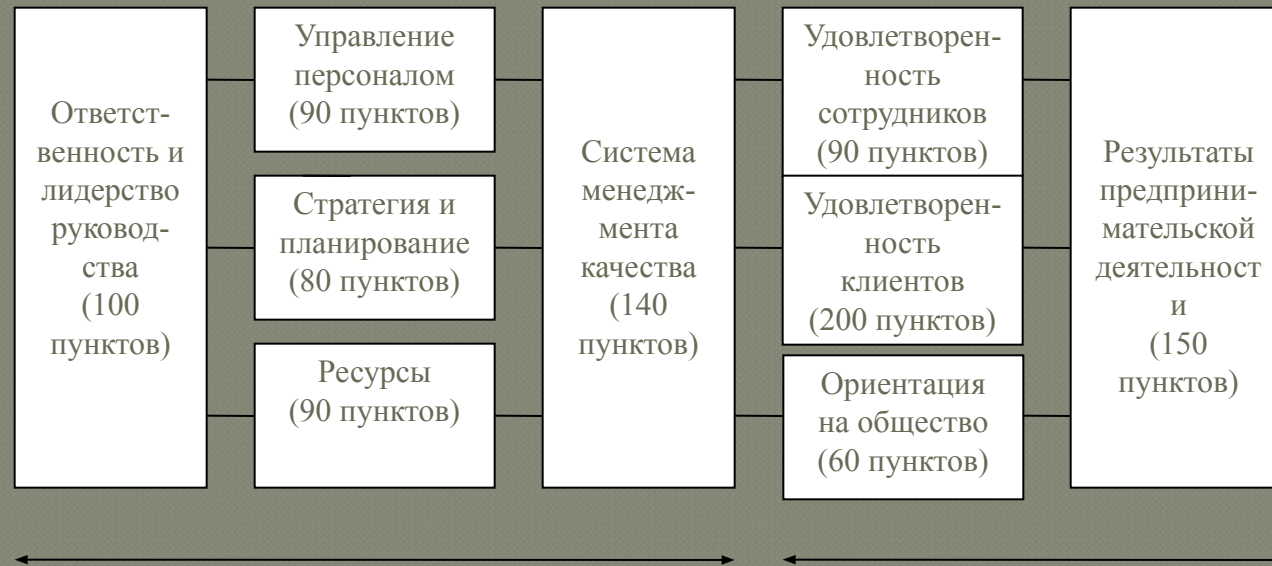 Ответст-
венность и
лидерство
руковод-
ства
(100
пунктов)
Управление
персоналом
(90 пунктов)
Стратегия и
планирование
(80 пунктов)
Ресурсы
(90 пунктов)
Система
менедж-
мента
качества
(140
пунктов)
Удовлетворен-
ность
сотрудников
(90 пунктов)
Удовлетворен-
ность
клиентов
(200 пунктов)
Ориентация
на общество
(60 пунктов)
Результаты
предприни-
мательской
деятельност
и
(150
пунктов)